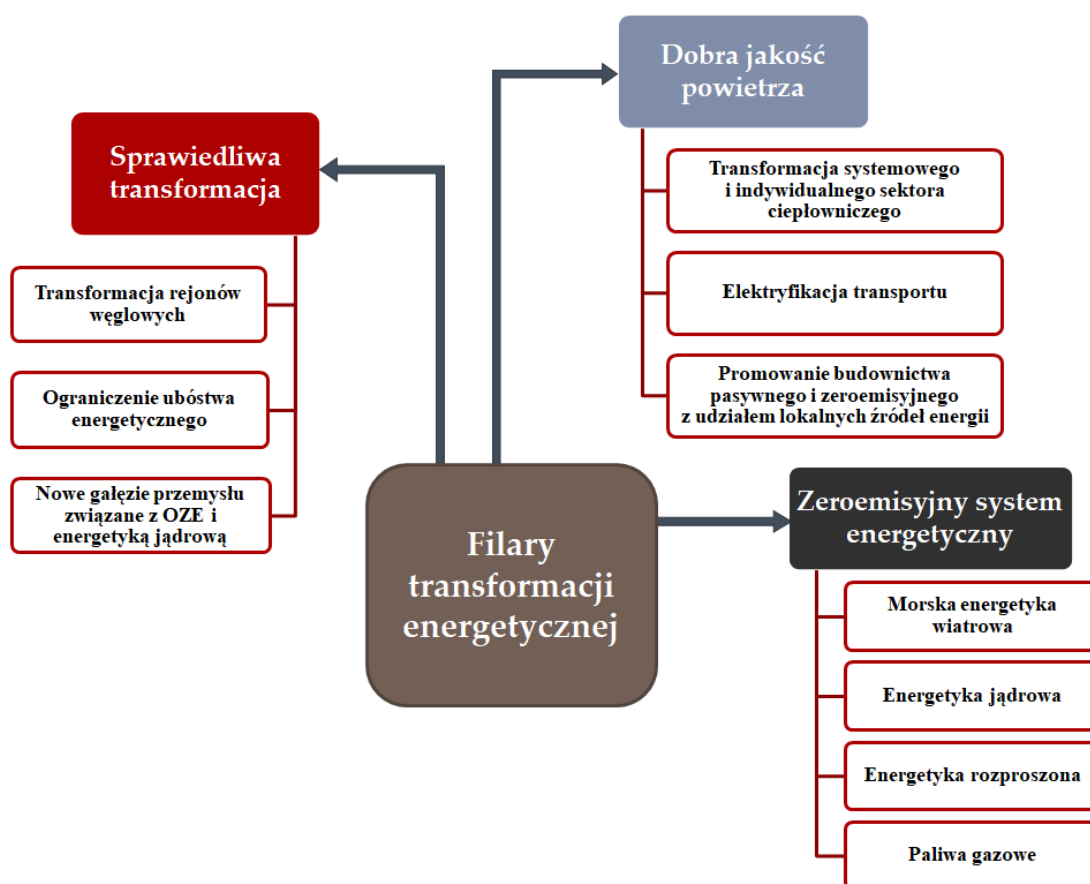 Dobra jakość
powietrza
Transformacja systemowego
i indywidualnego sektora
ciepłowniczego
Elektryfikacja transportu
Promowanie budownictwa
pasywnego i zeroemisyjnego
z udziałem lokalnych źródeł energii
Sprawiedliwa
transformacja
Transformacja rejonów
węglowych
Ograniczenie ubóstwa
energetycznego
Nowe gałęzie przemysłu
związane z OZE i
energetyką jądrową
Filary
transformacji
energetycznej
Zeroemisyjny system
energetyczny
Morska energetyka
wiatrowa
Energetyka jądrowa
Energetyka rozproszona
Paliwa gazowe